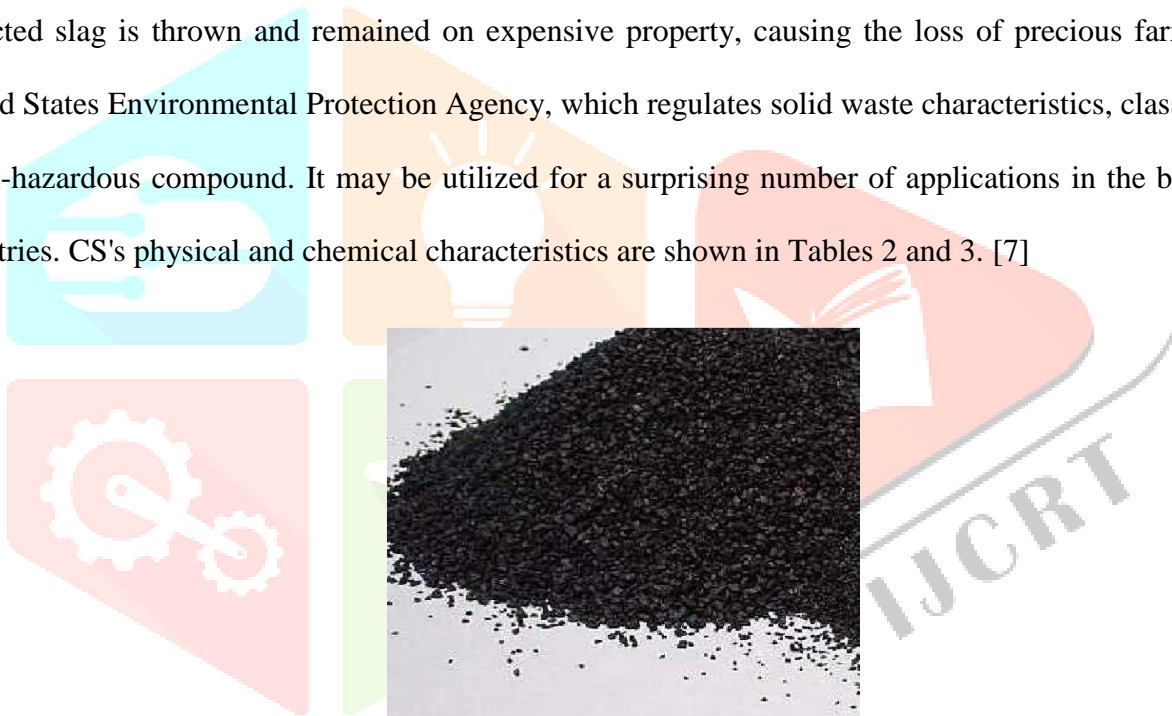 cted slag is thrown and remained on expensive property, causing the loss of precious far
d States Environmental Protection Agency, which regulates solid waste characteristics, clas
-hazardous compound. It may be utilized for a surprising number of applications in the b
tries. CS's physical and chemical characteristics are shown in Tables 2 and 3. [7]
IJCRT